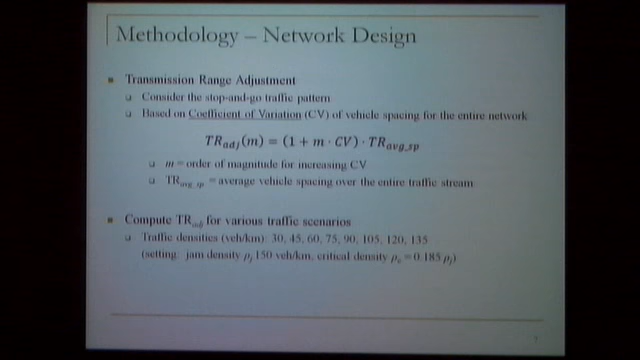 Methodology – Network Design
Transmission Range Adjustment
Consider the stop-and-go traffic pattern
Based on Coefficient of Variation (CV) of vehicle spacing for the entire network
TR_adj(m) = (1 + m · CV) · TR_avg_sp
m = order of magnitude for increasing CV
TR_avg_sp = average vehicle spacing over the entire traffic stream
Compute TR_adj for various traffic scenarios
Traffic densities (veh/km): 30, 45, 60, 75, 90, 105, 120, 135
(setting: jam density ρ_j 150 veh/km, critical density ρ_c = 0.185 ρ_j)